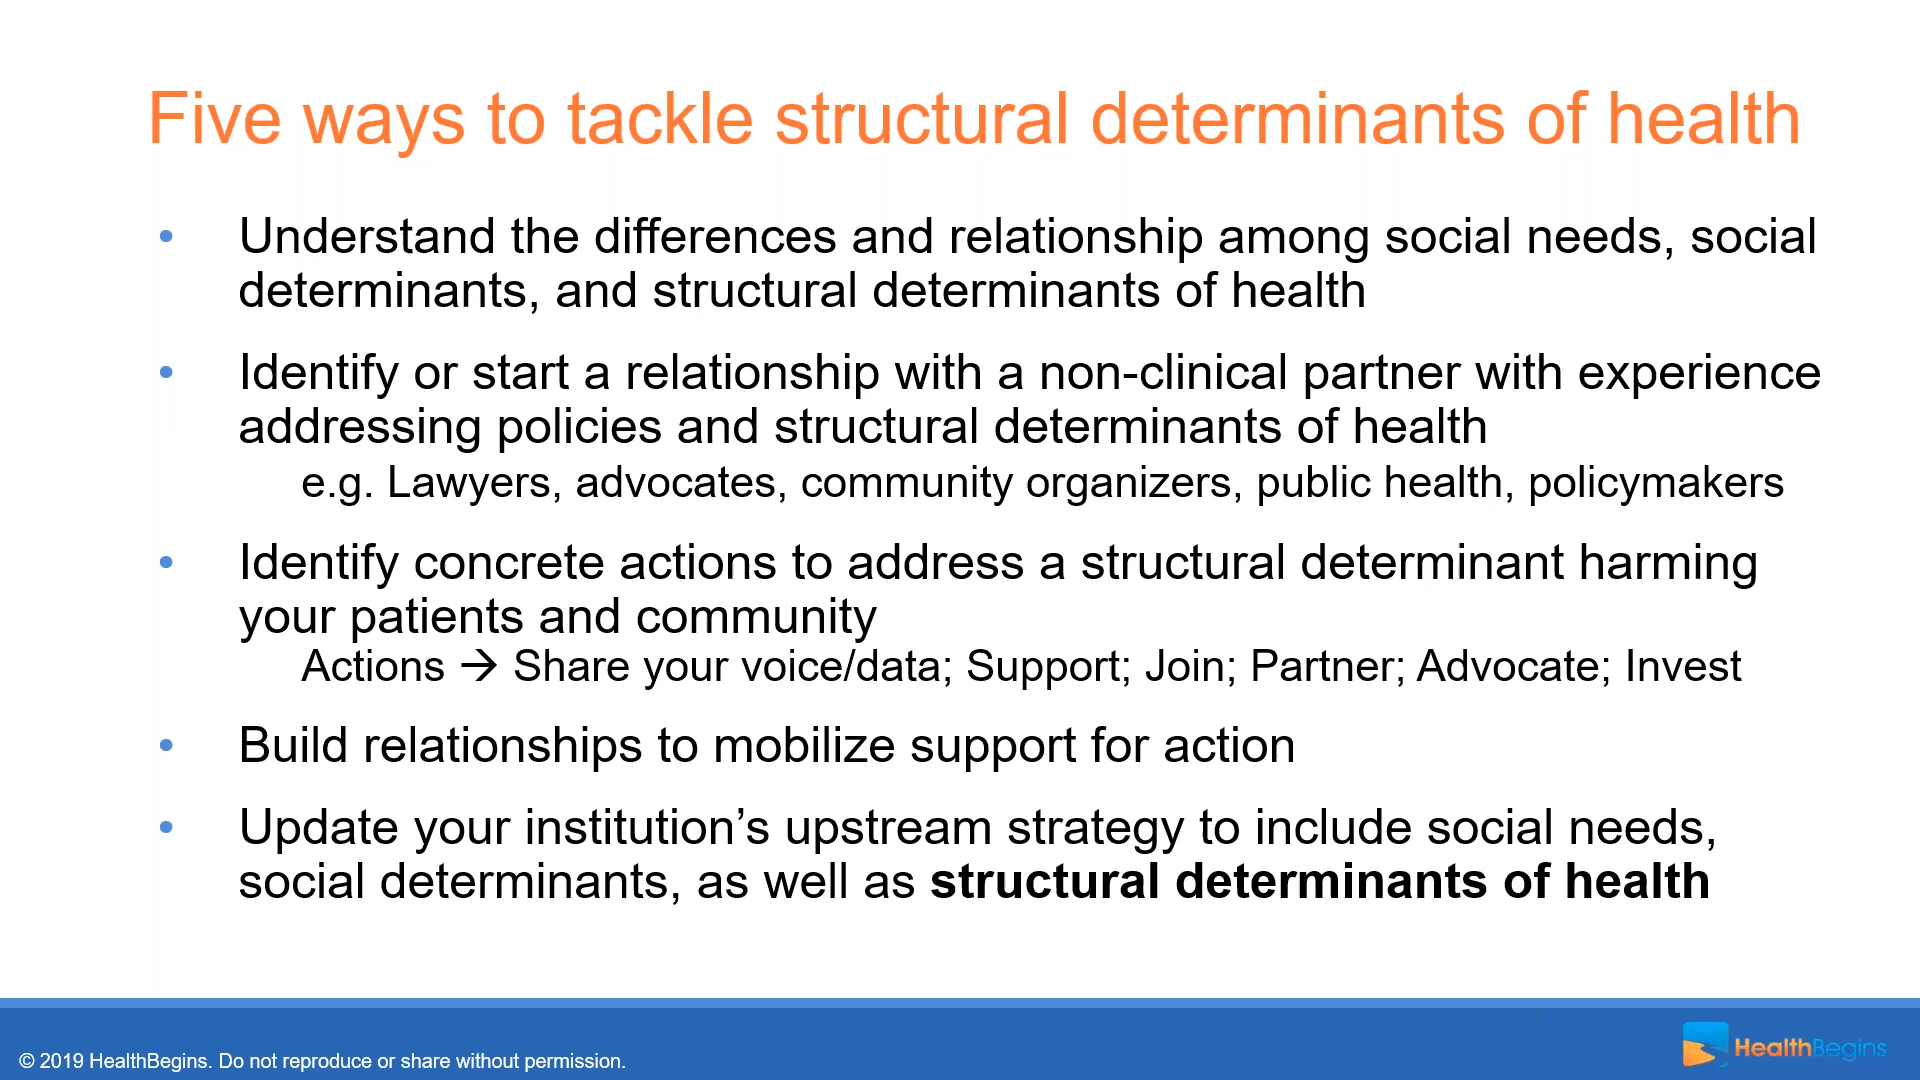 Five ways to tackle structural determinants of health
• Understand the differences and relationship among social needs, social
determinants, and structural determinants of health
• Identify or start a relationship with a non-clinical partner with experience
addressing policies and structural determinants of health
e.g. Lawyers, advocates, community organizers, public health, policymakers
• Identify concrete actions to address a structural determinant harming
your patients and community
Actions → Share your voice/data; Support; Join; Partner; Advocate; Invest
• Build relationships to mobilize support for action
• Update your institution’s upstream strategy to include social needs,
social determinants, as well as structural determinants of health
© 2019 HealthBegins. Do not reproduce or share without permission.
HealthBegins